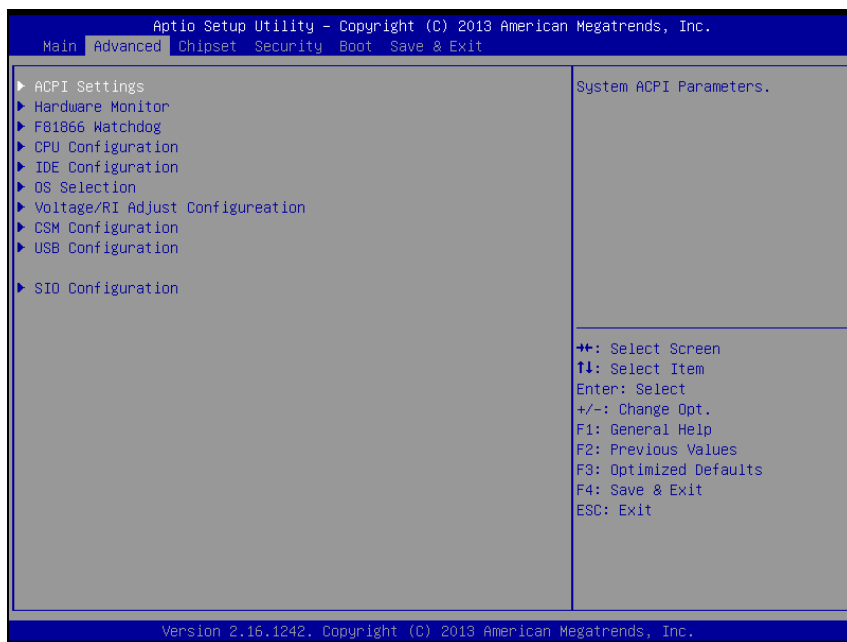 Aptio Setup Utility – Copyright (C) 2013 American Megatrends, Inc.
Main Advanced Chipset Security Boot Save & Exit
ACPI Settings
Hardware Monitor
F81866 Watchdog
CPU Configuration
IDE Configuration
OS Selection
Voltage/RI Adjust Configureation
CSM Configuration
USB Configuration
SIO Configuration
System ACPI Parameters.
→←: Select Screen
↑↓: Select Item
Enter: Select
+/-: Change Opt.
F1: General Help
F2: Previous Values
F3: Optimized Defaults
F4: Save & Exit
ESC: Exit
Version 2.16.1242. Copyright (C) 2013 American Megatrends, Inc.